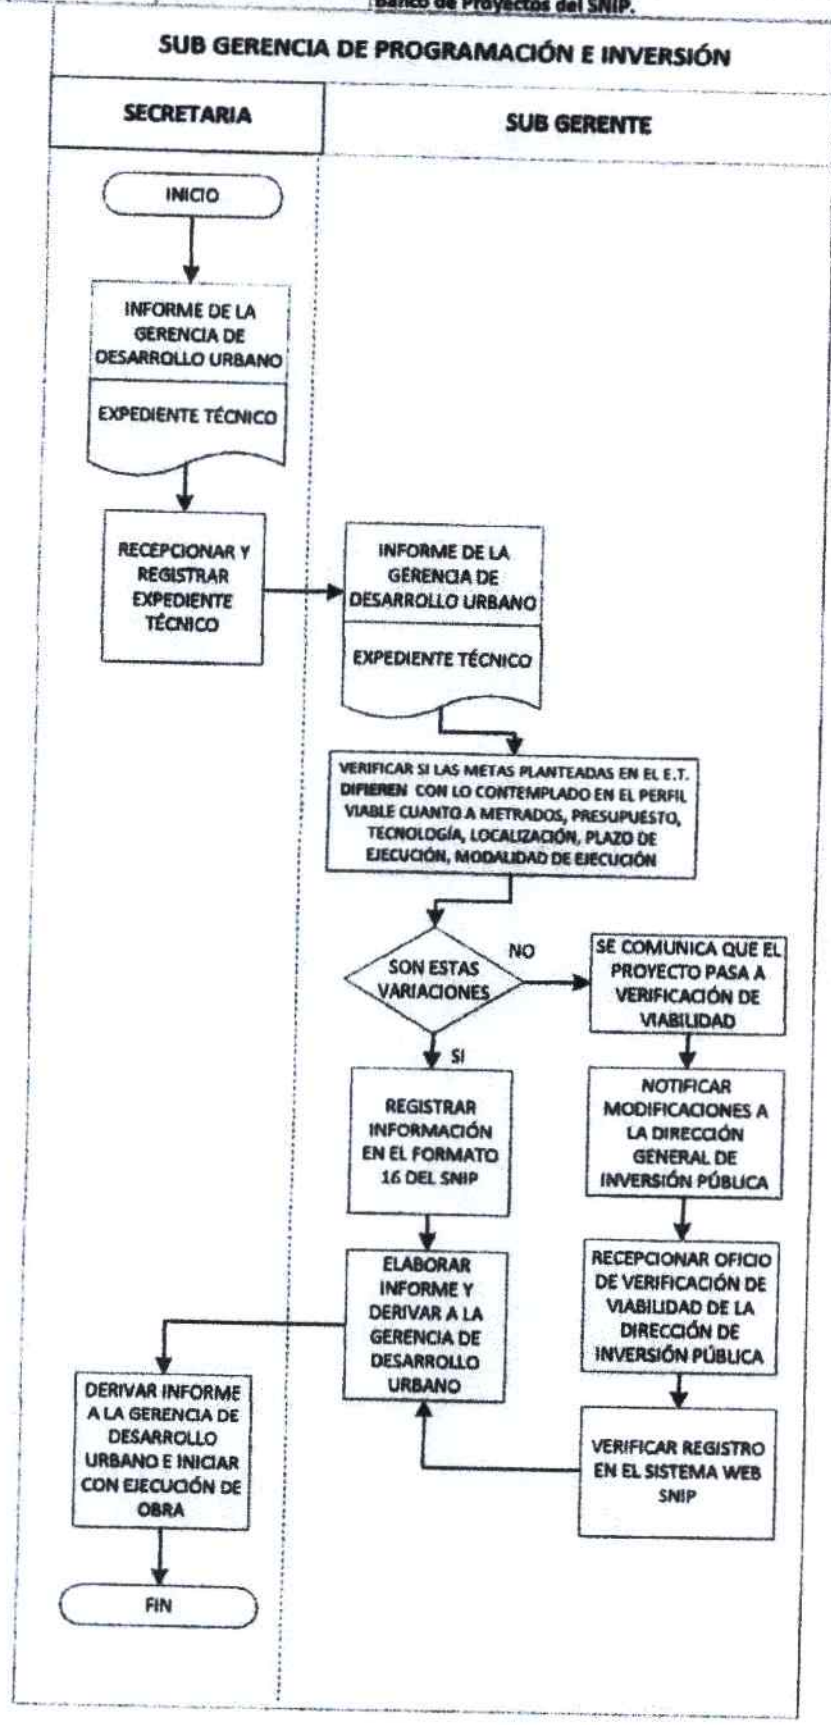 Banco de Proyectos del SNIP.
SUB GERENCIA DE PROGRAMACIÓN E INVERSIÓN
SECRETARIA
SUB GERENTE
INICIO
INFORME DE LA
GERENCIA DE
DESARROLLO URBANO
EXPEDIENTE TÉCNICO
RECEPCIONAR Y
REGISTRAR
EXPEDIENTE
TÉCNICO
INFORME DE LA
GERENCIA DE
DESARROLLO URBANO
EXPEDIENTE TÉCNICO
VERIFICAR SI LAS METAS PLANTEADAS EN EL E.T.
DIFIEREN CON LO CONTEMPLADO EN EL PERFIL
VIABLE CUANTO A METRADOS, PRESUPUESTO,
TECNOLOGÍA, LOCALIZACIÓN, PLAZO DE
EJECUCIÓN, MODALIDAD DE EJECUCIÓN
SON ESTAS
VARIACIONES
NO
SE COMUNICA QUE EL
PROYECTO PASA A
VERIFICACIÓN DE
VIABILIDAD
SI
REGISTRAR
INFORMACIÓN
EN EL FORMATO
16 DEL SNIP
NOTIFICAR
MODIFICACIONES A
LA DIRECCIÓN
GENERAL DE
INVERSIÓN PÚBLICA
ELABORAR
INFORME Y
DERIVAR A LA
GERENCIA DE
DESARROLLO
URBANO
RECEPCIONAR OFICIO
DE VERIFICACIÓN DE
VIABILIDAD DE LA
DIRECCIÓN DE
INVERSIÓN PÚBLICA
DERIVAR INFORME
A LA GERENCIA DE
DESARROLLO
URBANO E INICIAR
CON EJECUCIÓN DE
OBRA
VERIFICAR REGISTRO
EN EL SISTEMA WEB
SNIP
FIN